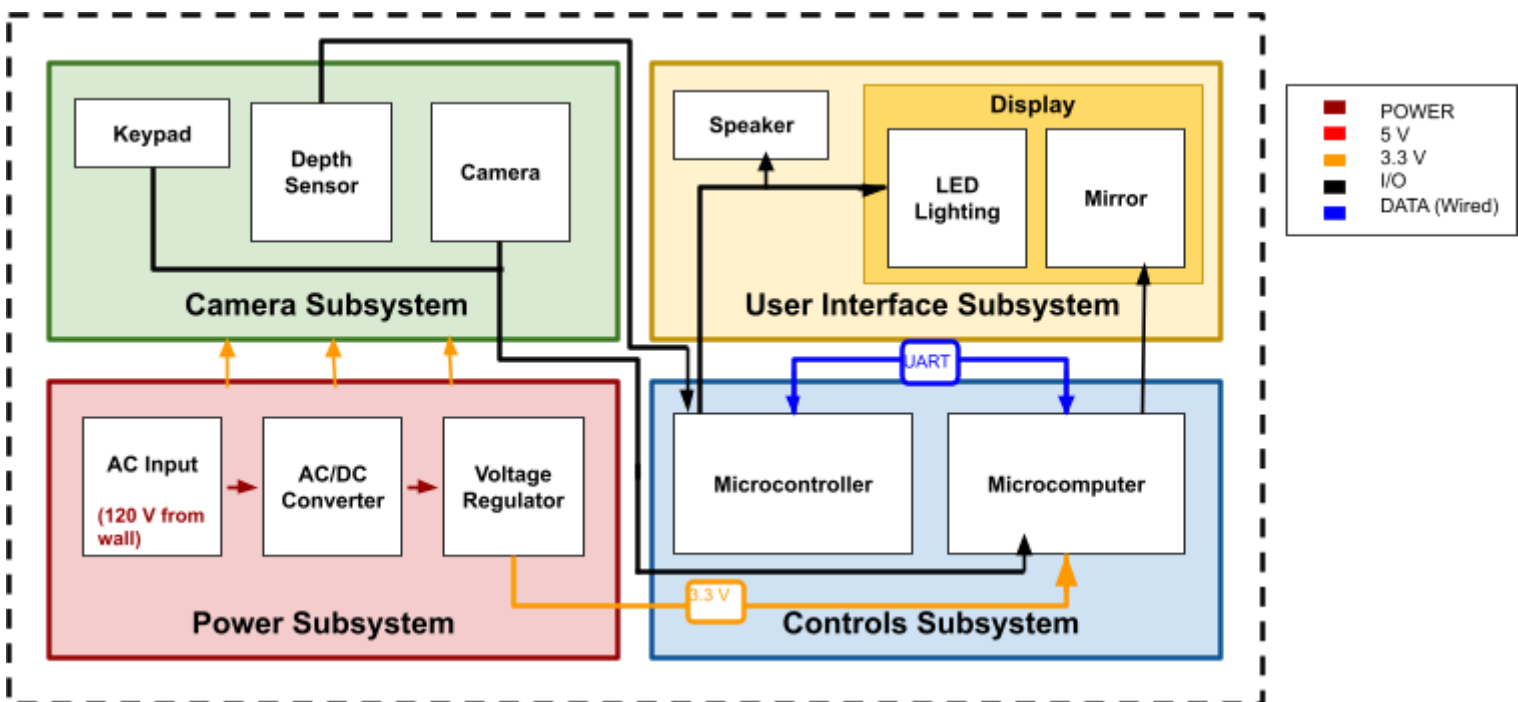 Keypad
Depth
Sensor
Camera
Camera Subsystem
Speaker
Display
LED
Lighting
Mirror
User Interface Subsystem
POWER
5 V
3.3 V
I/O
DATA (Wired)
AC Input
(120 V from
wall)
AC/DC
Converter
Voltage
Regulator
Power Subsystem
UART
Microcontroller
Microcomputer
3.3 V
Controls Subsystem